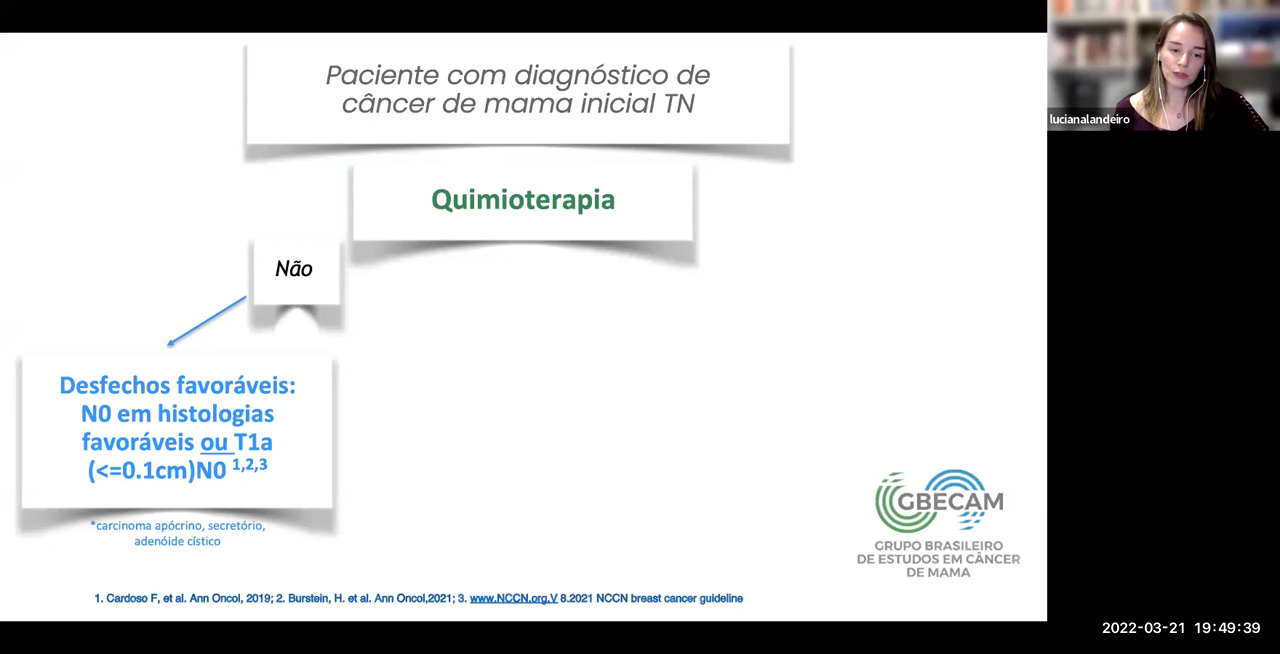 Paciente com diagnóstico de
câncer de mama inicial TN
lucianalandeiro
Quimioterapia
Não
Desfechos favoráveis:
N0 em histologias
favoráveis ou T1a
(<=0.1cm)N0 1,2,3
*carcinoma apócrino, secretório,
adenóide cístico
GBECAM
GRUPO BRASILEIRO
DE ESTUDOS EM CÂNCER
DE MAMA
1. Cardoso F, et al. Ann Oncol, 2019; 2. Burstein, H. et al. Ann Oncol,2021; 3. www.NCCN.org.V 8.2021 NCCN breast cancer guideline
2022-03-21 19:49:39